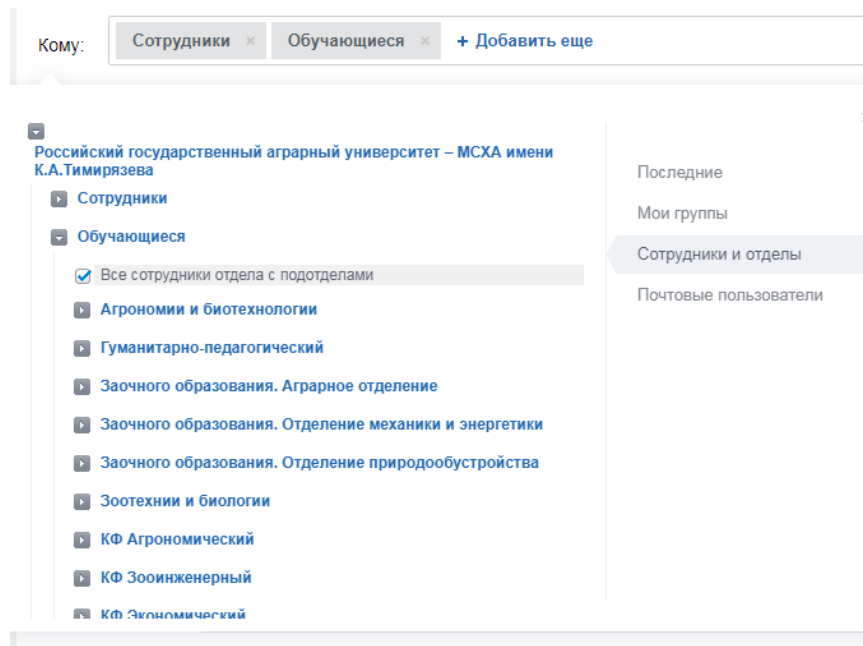 Кому: Сотрудники × Обучающиеся × + Добавить еще
Российский государственный аграрный университет – МСХА имени
К.А.Тимирязева
Сотрудники
Обучающиеся
Все сотрудники отдела с подотделами
Агрономии и биотехнологии
Гуманитарно-педагогический
Заочного образования. Аграрное отделение
Заочного образования. Отделение механики и энергетики
Заочного образования. Отделение природообустройства
Зоотехнии и биологии
КФ Агрономический
КФ Зооинженерный
КФ Экономический
Последние
Мои группы
Сотрудники и отделы
Почтовые пользователи